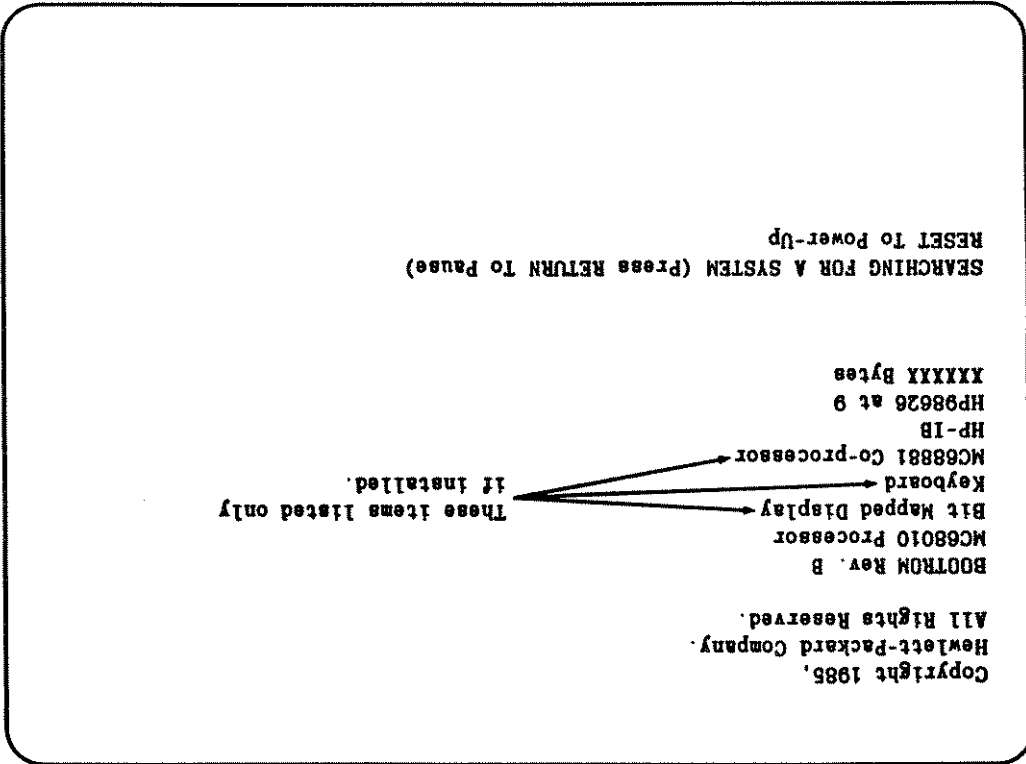 Copyright 1985,
Hewlett-Packard Company.
All Rights Reserved.
BOOTROM Rev. B
MC68010 Processor
Bit Mapped Display
Keyboard
MC68881 Co-processor
HP-IB
HP98626 at 9
XXXXXX Bytes
These items listed only
if installed.
SEARCHING FOR A SYSTEM (Press RETURN To Pause)
RESET To Power-Up